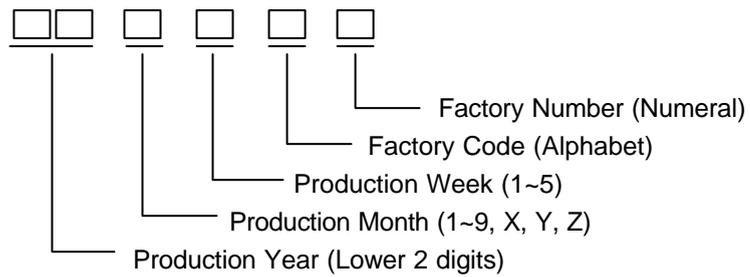 Factory Number (Numeral)
Factory Code (Alphabet)
Production Week (1~5)
Production Month (1~9, X, Y, Z)
Production Year (Lower 2 digits)